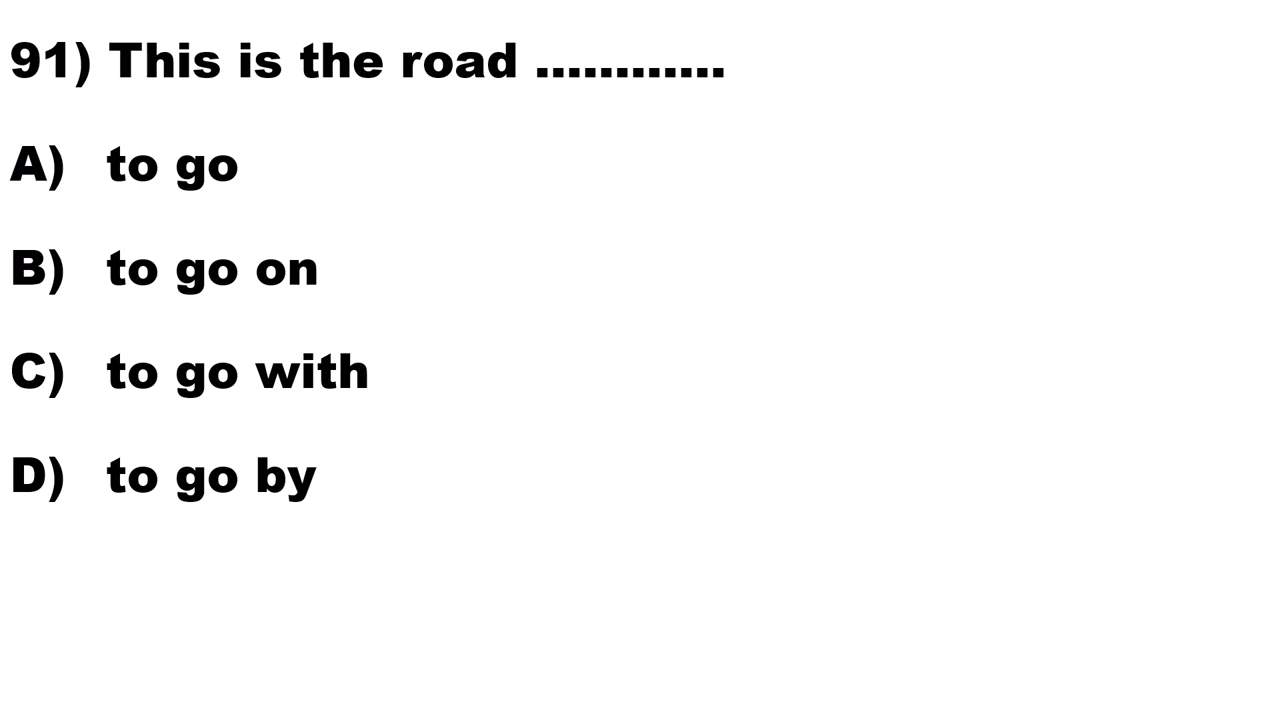 91) This is the road ............
A) to go
B) to go on
C) to go with
D) to go by